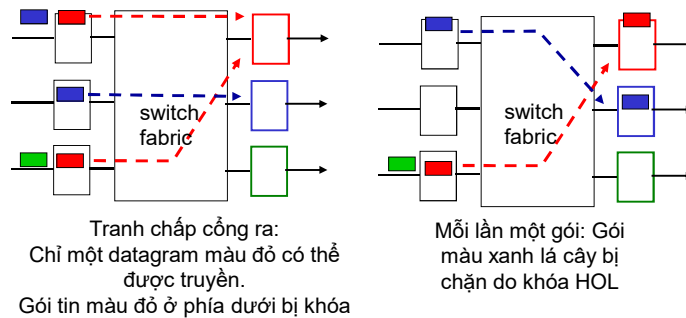 switch
fabric
Tranh chấp cổng ra:
Chỉ một datagram màu đỏ có thể
được truyền.
Gói tin màu đỏ ở phía dưới bị khóa
switch
fabric
Mỗi lần một gói: Gói
màu xanh lá cây bị
chặn do khóa HOL